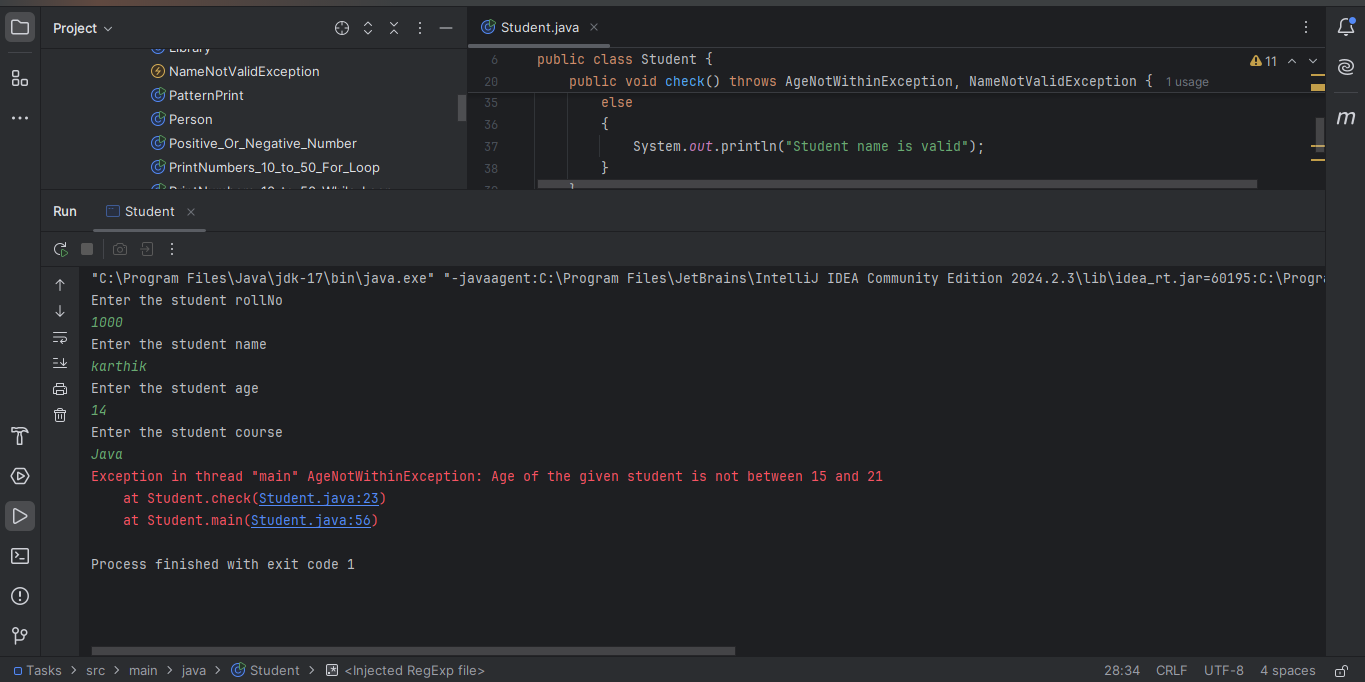 Project
Library
NameNotValidException
PatternPrint
Person
Positive_Or_Negative_Number
PrintNumbers_10_to_50_For_Loop
Student.java
6 public class Student {
11
20 public void check() throws AgeNotWithinException, NameNotValidException { 1 usage
35 else
36 {
37 System.out.println("Student name is valid");
38 }
Run Student
"C:\Program Files\Java\jdk-17\bin\java.exe" "-javaagent:C:\Program Files\JetBrains\IntelliJ IDEA Community Edition 2024.2.3\lib\idea_rt.jar=60195:C:\Progr
Enter the student rollNo
1000
Enter the student name
karthik
Enter the student age
14
Enter the student course
Java
Exception in thread "main" AgeNotWithinException: Age of the given student is not between 15 and 21
at Student.check(Student.java:23)
at Student.main(Student.java:56)
Process finished with exit code 1
m
Tasks > src > main > java > Student > <Injected RegExp file> 28:34 CRLF UTF-8 4 spaces